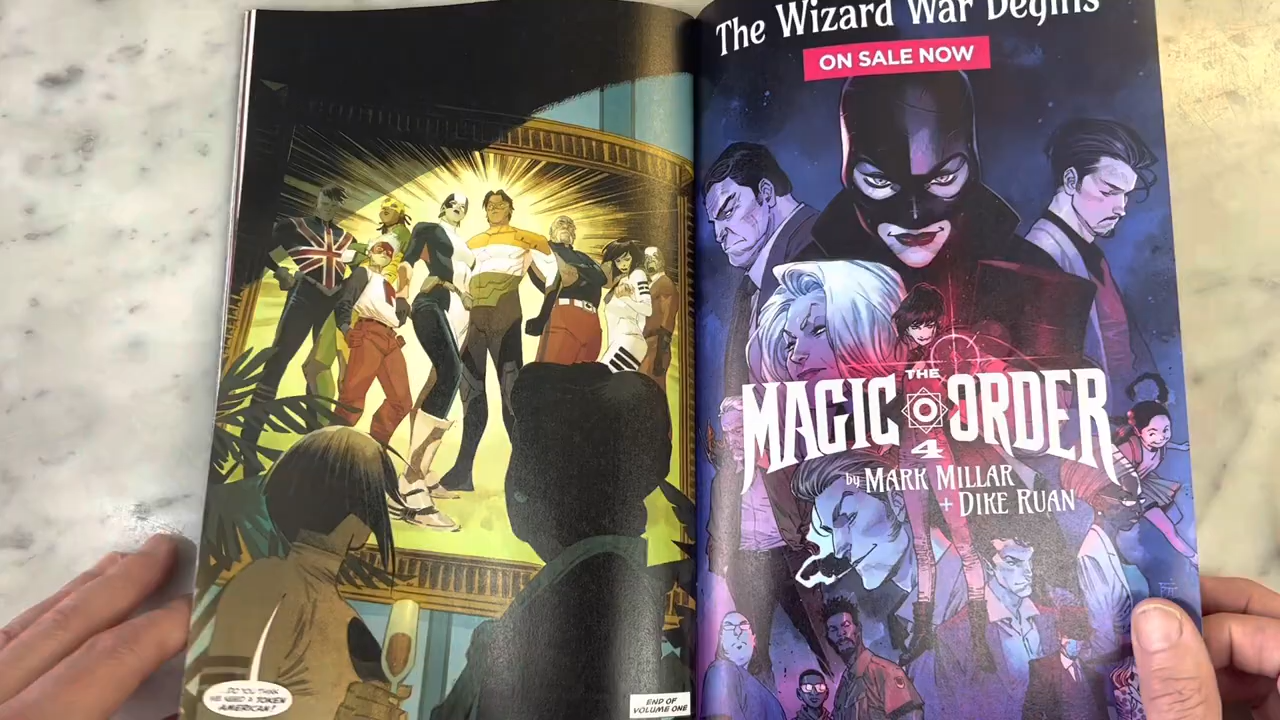 ...DO YOU THINK
WE NEED A TOKEN
AMERICAN?
END OF
VOLUME ONE
The Wizard War Begins
ON SALE NOW
THE
MAGIC ORDER
4
by MARK MILLAR
+ DIKE RUAN